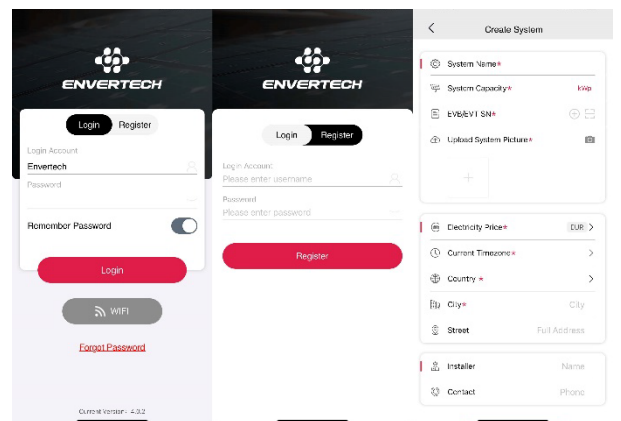 ENVERTECH
Login Register
Login Account
Envertech
Password
Remember Password
Login
WIFI
Forgot Password
Current Version: 4.9.2
ENVERTECH
Login Register
Login Account
Please enter username
Password
Please enter password
Register
Create System
System Name*
System Capacity* kWp
EVB/EVT SN*
Upload System Picture*
Electricity Price* EUR
Current Timezone*
Country *
City* City
Street Full Address
Installer Name
Contact Phone